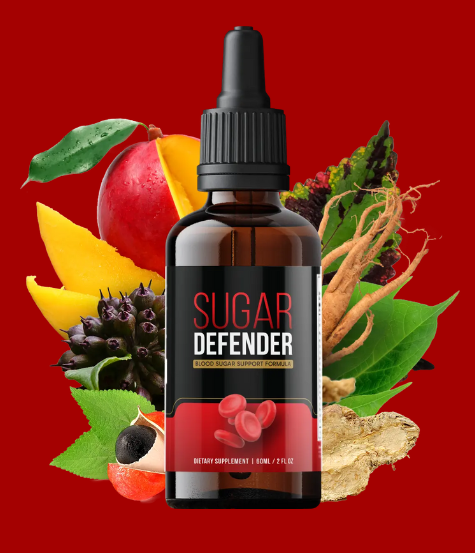 SUGAR
DEFENDER
BLOOD SUGAR SUPPORT FORMULA
DIETARY SUPPLEMENT | 60ML / 2 FL OZ